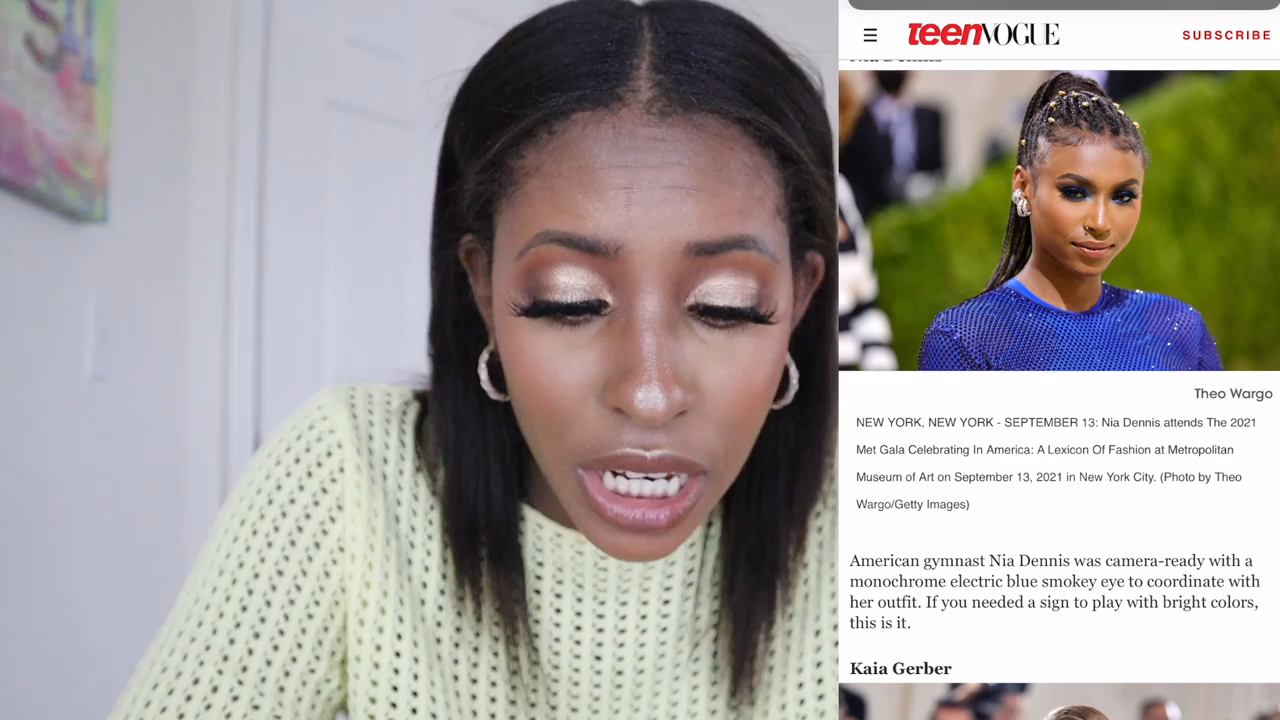 teenVOGUE
SUBSCRIBE
Nia Dennis
Theo Wargo
NEW YORK, NEW YORK - SEPTEMBER 13: Nia Dennis attends The 2021
Met Gala Celebrating In America: A Lexicon Of Fashion at Metropolitan
Museum of Art on September 13, 2021 in New York City. (Photo by Theo
Wargo/Getty Images)
American gymnast Nia Dennis was camera-ready with a
monochrome electric blue smokey eye to coordinate with
her outfit. If you needed a sign to play with bright colors,
this is it.
Kaia Gerber